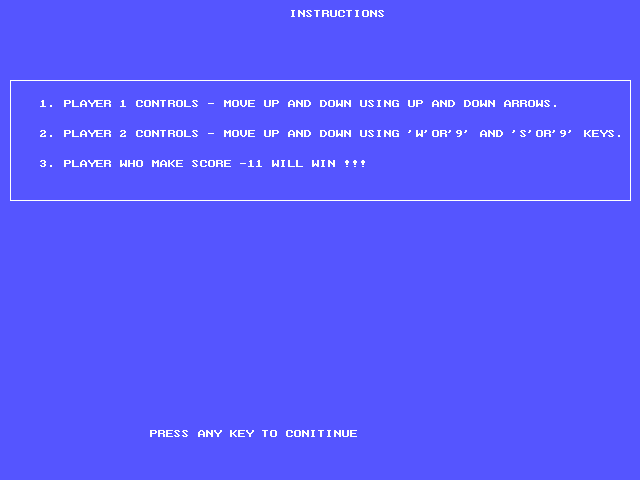 INSTRUCTIONS
1. PLAYER 1 CONTROLS - MOVE UP AND DOWN USING UP AND DOWN ARROWS.
2. PLAYER 2 CONTROLS - MOVE UP AND DOWN USING 'W'OR'9' AND 'S'OR'9' KEYS.
3. PLAYER WHO MAKE SCORE -11 WILL WIN !!!
PRESS ANY KEY TO CONITINUE